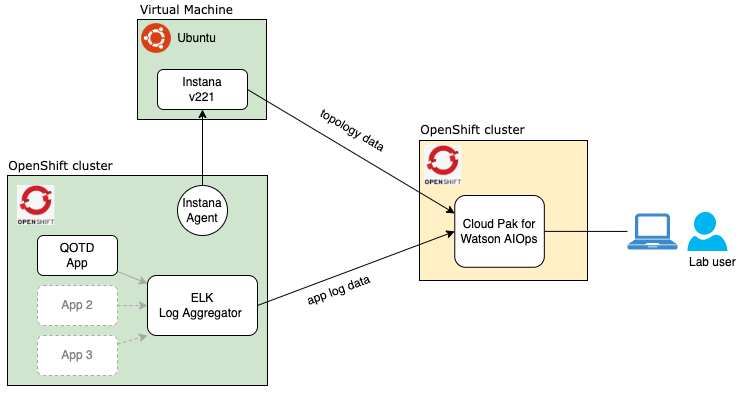 Virtual Machine
Ubuntu
Instana
v221
topology data
OpenShift cluster
OPENSHIFT
Cloud Pak for
Watson AIOps
Lab user
OpenShift cluster
OPENSHIFT
Instana
Agent
QOTD
App
App 2
App 3
ELK
Log Aggregator
app log data